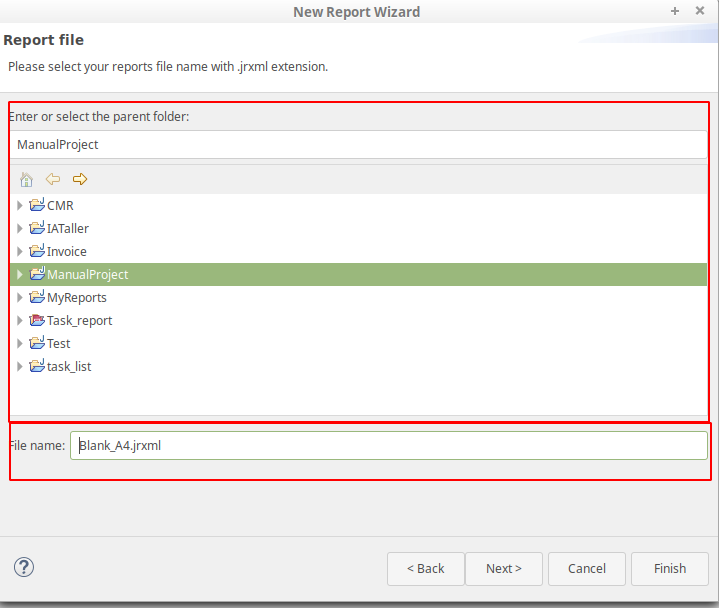 New Report Wizard
Report file
Please select your reports file name with .jrxml extension.
Enter or select the parent folder:
ManualProject
CMR
IATaller
Invoice
ManualProject
MyReports
Task_report
Test
task_list
File name: Blank_A4.jrxml
? < Back Next > Cancel Finish